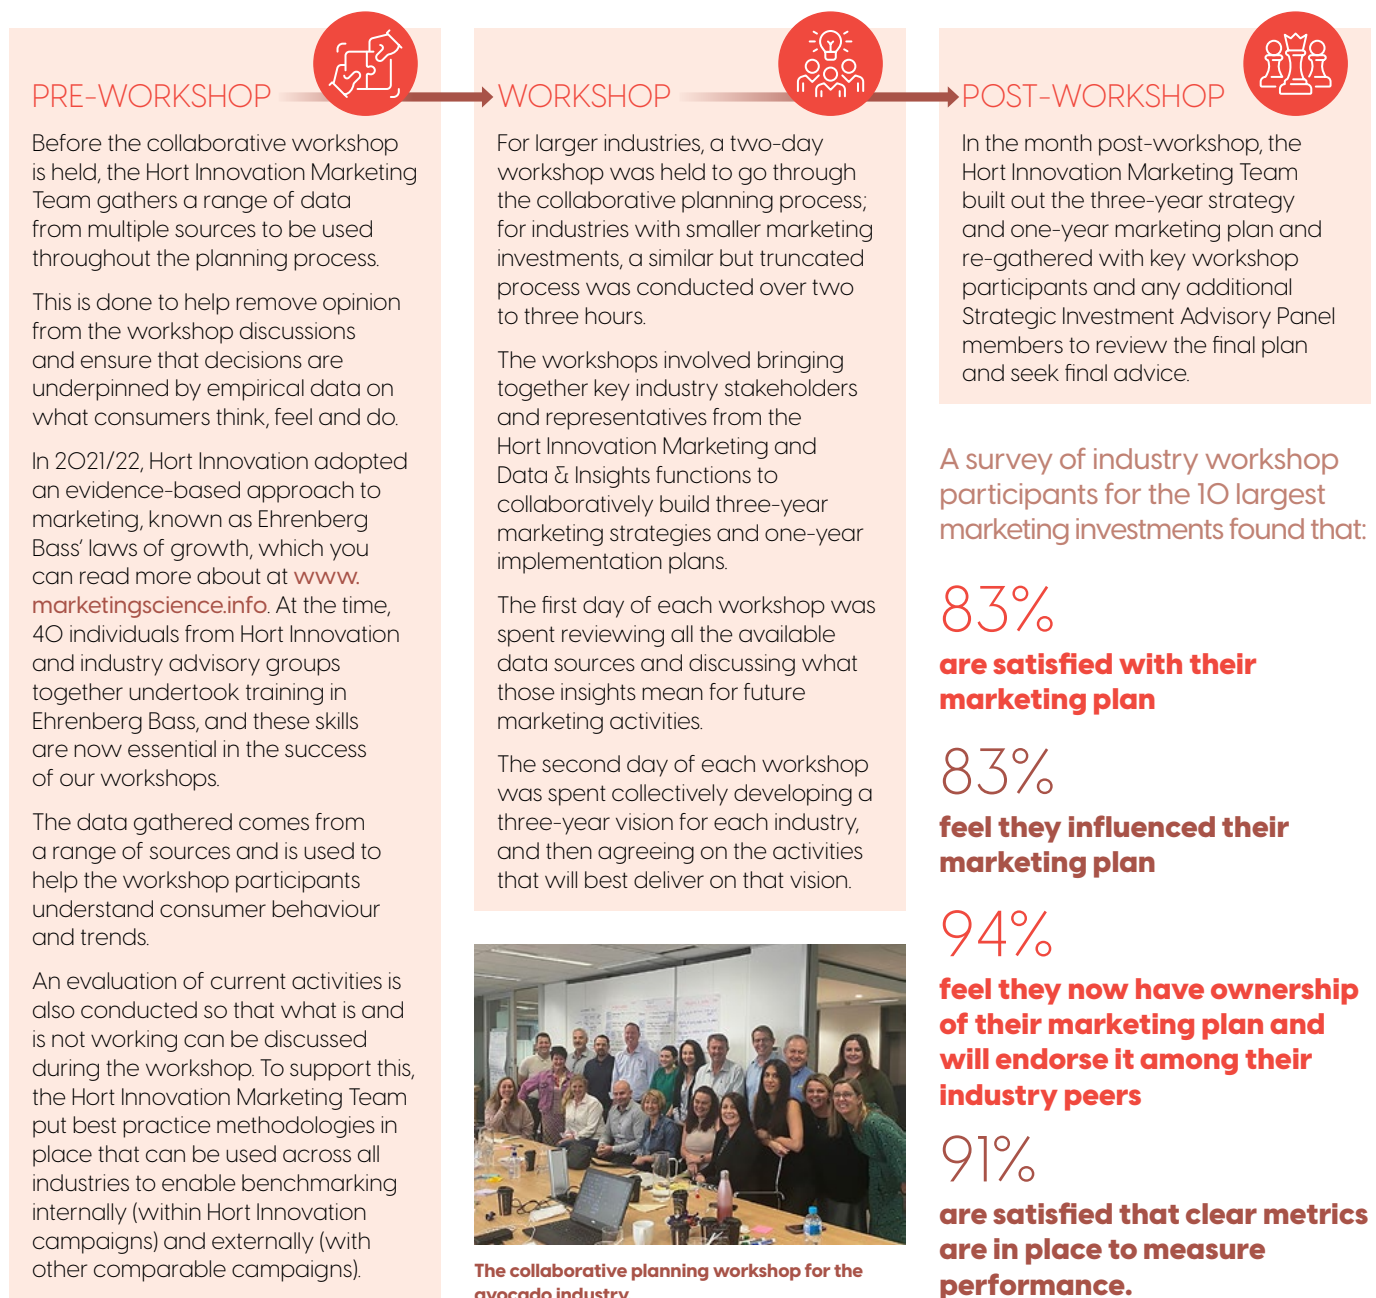 PRE-WORKSHOP
Before the collaborative workshop
is held, the Hort Innovation Marketing
Team gathers a range of data
from multiple sources to be used
throughout the planning process.
This is done to help remove opinion
from the workshop discussions
and ensure that decisions are
underpinned by empirical data on
what consumers think, feel and do.
In 2021/22, Hort Innovation adopted
an evidence-based approach to
marketing, known as Ehrenberg
Bass' laws of growth, which you
can read more about at www.
marketingscience.info. At the time,
40 individuals from Hort Innovation
and industry advisory groups
together undertook training in
Ehrenberg Bass, and these skills
are now essential in the success
of our workshops.
The data gathered comes from
a range of sources and is used to
help the workshop participants
understand consumer behaviour
and trends.
An evaluation of current activities is
also conducted so that what is and
is not working can be discussed
during the workshop. To support this,
the Hort Innovation Marketing Team
put best practice methodologies in
place that can be used across all
industries to enable benchmarking
internally (within Hort Innovation
campaigns) and externally (with
other comparable campaigns).
WORKSHOP
For larger industries, a two-day
workshop was held to go through
the collaborative planning process;
for industries with smaller marketing
investments, a similar but truncated
process was conducted over two
to three hours.
The workshops involved bringing
together key industry stakeholders
and representatives from the
Hort Innovation Marketing and
Data & Insights functions to
collaboratively build three-year
marketing strategies and one-year
implementation plans.
The first day of each workshop was
spent reviewing all the available
data sources and discussing what
those insights mean for future
marketing activities.
The second day of each workshop
was spent collectively developing a
three-year vision for each industry,
and then agreeing on the activities
that will best deliver on that vision.
The collaborative planning workshop for the
avocado industry
POST-WORKSHOP
In the month post-workshop, the
Hort Innovation Marketing Team
built out the three-year strategy
and one-year marketing plan and
re-gathered with key workshop
participants and any additional
Strategic Investment Advisory Panel
members to review the final plan
and seek final advice.
A survey of industry workshop
participants for the 10 largest
marketing investments found that:
83%
are satisfied with their
marketing plan
83%
feel they influenced their
marketing plan
94%
feel they now have ownership
of their marketing plan and
will endorse it among their
industry peers
91%
are satisfied that clear metrics
are in place to measure
performance.